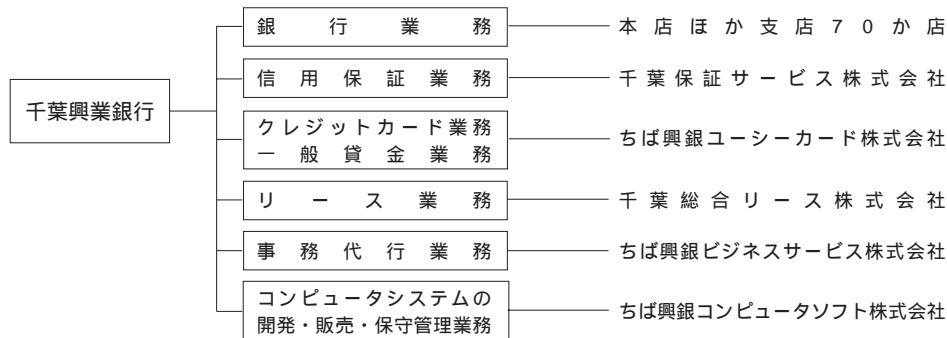 千葉興業銀行
銀行業務
本店ほか支店70か店
信用保証業務
千葉保証サービス株式会社
クレジットカード業務
一般貸金業務
ちば興銀ユーシーカード株式会社
リース業務
千葉総合リース株式会社
事務代行業務
ちば興銀ビジネスサービス株式会社
コンピュータシステムの
開発・販売・保守管理業務
ちば興銀コンピュータソフト株式会社